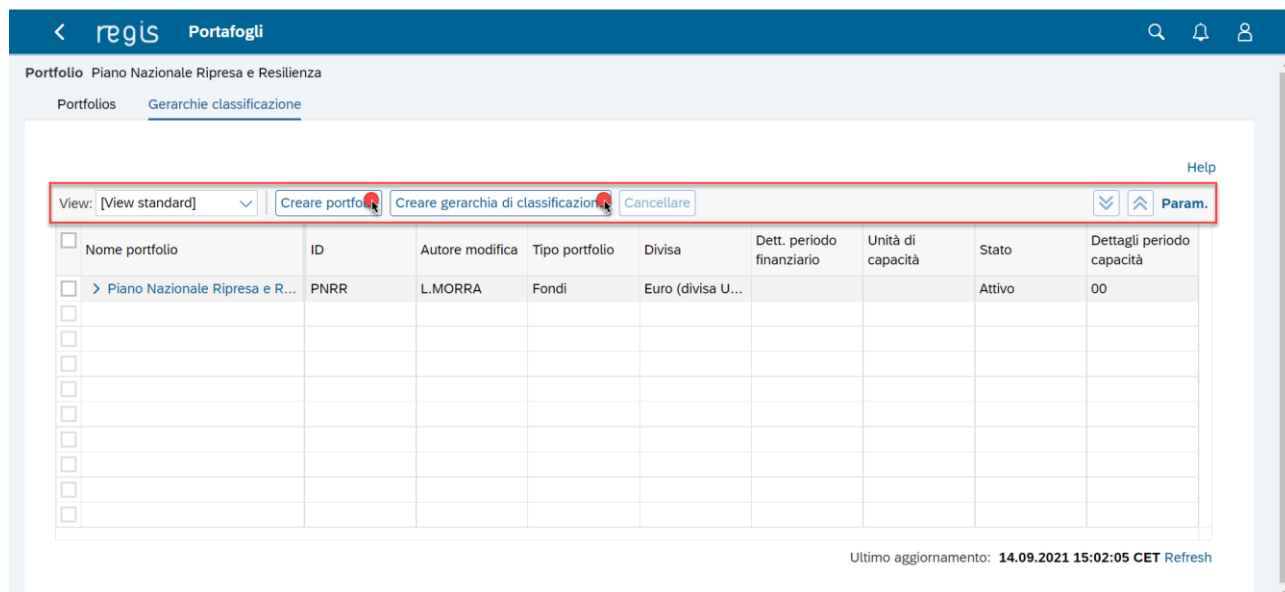 regis Portafogli
Portfolio Piano Nazionale Ripresa e Resilienza
Portfolios Gerarchie classificazione
Help
View: [View standard] Creare portfolio Creare gerarchia di classificazione Cancellare Param.
Nome portfolio ID Autore modifica Tipo portfolio Divisa Dett. periodo finanziario Unità di capacità Stato Dettagli periodo capacità
Piano Nazionale Ripresa e R... PNRR L.MORRA Fondi Euro (divisa U... Attivo 00
Ultimo aggiornamento: 14.09.2021 15:02:05 CET Refresh